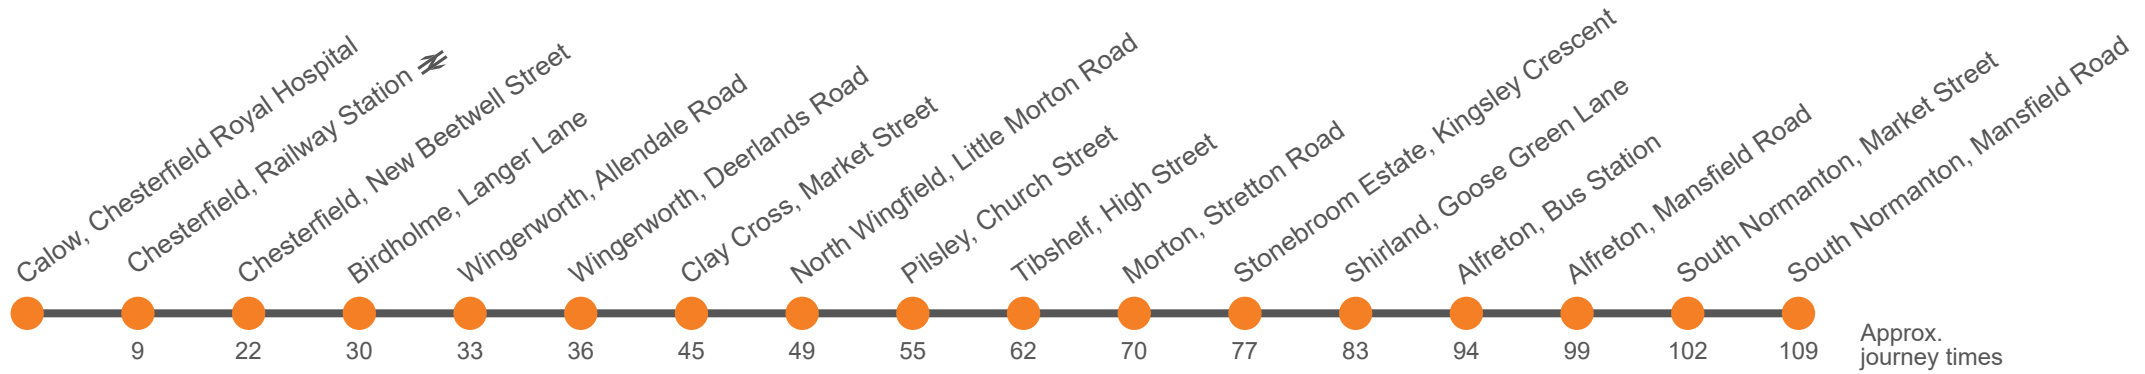 Calow, Chesterfield Royal Hospital
Chesterfield, Railway Station
Chesterfield, New Beetwell Street
Birdholme, Langer Lane
Wingerworth, Allendale Road
Wingerworth, Deerlands Road
Clay Cross, Market Street
North Wingfield, Little Morton Road
Pilsley, Church Street
Tibshelf, High Street
Morton, Stretton Road
Stonebroom Estate, Kingsley Crescent
Shirland, Goose Green Lane
Alfreton, Bus Station
Alfreton, Mansfield Road
South Normanton, Market Street
South Normanton, Mansfield Road
9 22 30 33 36 45 49 55 62 70 77 83 94 99 102 109
Approx.
journey times